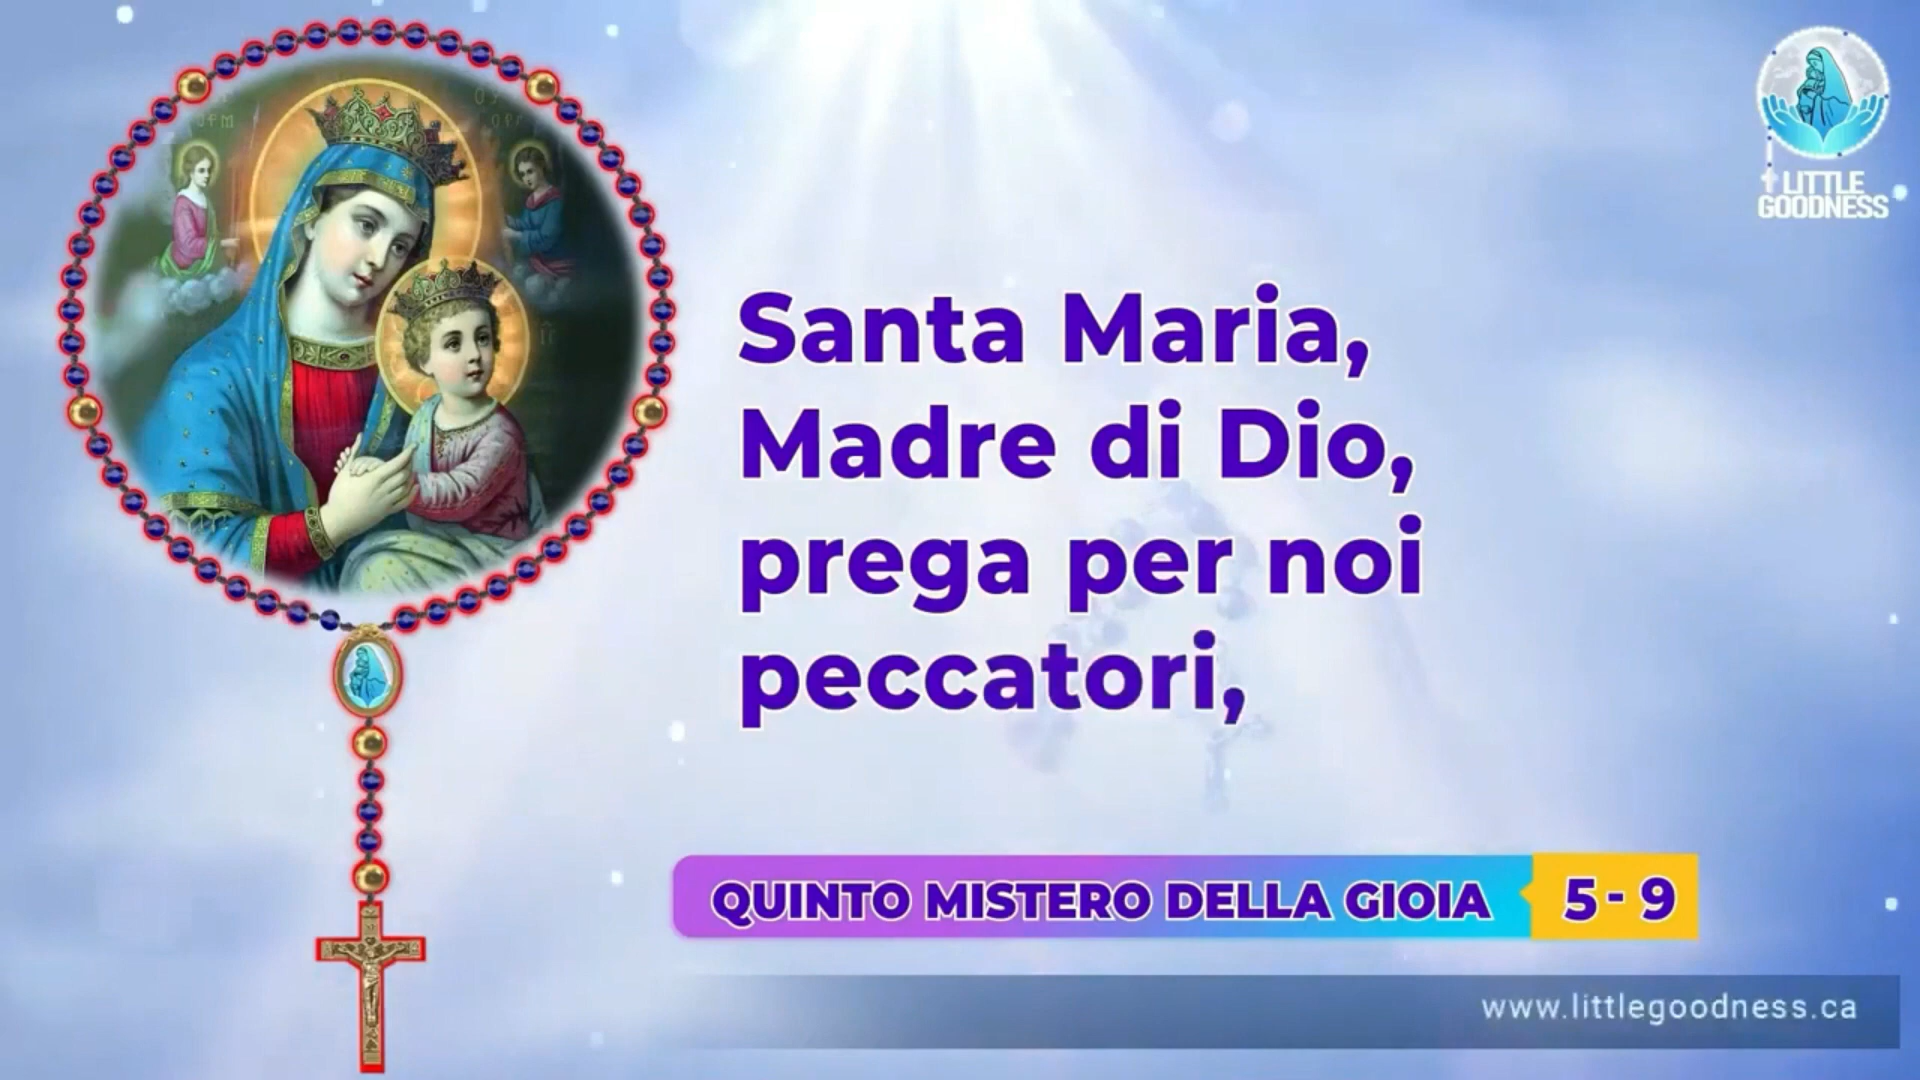 LITTLE
GOODNESS
Santa Maria,
Madre di Dio,
prega per noi
peccatori,
QUINTO MISTERO DELLA GIOIA 5 - 9
www.littlegoodness.ca